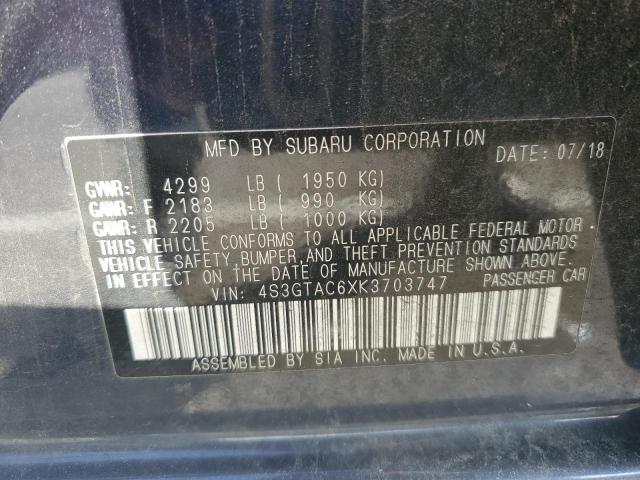 MFD BY SUBARU CORPORATION
DATE: 07/18
GVWR: 4299 LB ( 1950 KG)
GAWR: F 2183 LB ( 990 KG)
GAWR: R 2205 LB ( 1000 KG)
THIS VEHICLE CONFORMS TO ALL APPLICABLE FEDERAL MOTOR
VEHICLE SAFETY, BUMPER, AND THEFT PREVENTION STANDARDS
IN EFFECT ON THE DATE OF MANUFACTURE SHOWN ABOVE.
VIN: 4S3GTAC6XK3703747 PASSENGER CAR
ASSEMBLED BY SIA INC. MADE IN U.S.A.